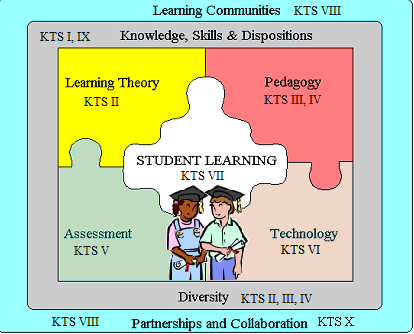 Learning Communities KTS VIII
KTS I, IX Knowledge, Skills & Dispositions
Learning Theory
KTS II
Pedagogy
KTS III, IV
STUDENT LEARNING
KTS VII
Assessment
KTS V
Technology
KTS VI
Diversity KTS II, III, IV
KTS VIII Partnerships and Collaboration KTS X